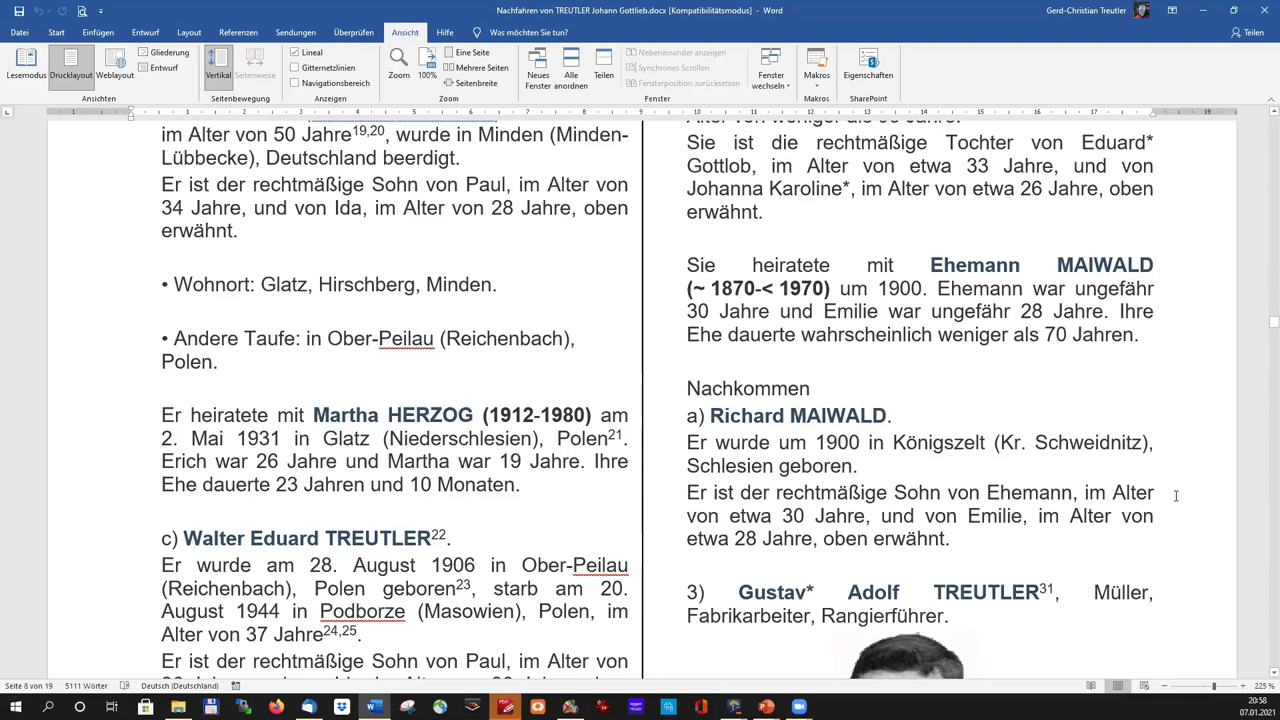 Nachfahren von TREUTLER Johann Gottlieb.docx [Kompatibilitätsmodus] - Word
Gerd-Christian Treutler
Datei Start Einfügen Entwurf Layout Referenzen Sendungen Überprüfen Ansicht Hilfe Was möchten Sie tun? Teilen
Lesemodus Drucklayout Weblayout
Gliederung
Entwurf
Ansichten
Vertikal Seitenweise
Seitenbewegung
Lineal
Gitternetzlinien
Navigationsbereich
Anzeigen
Zoom 100%
Eine Seite
Mehrere Seiten
Seitenbreite
Zoom
Neues Fenster
Alle anordnen
Teilen
Nebeneinander anzeigen
Synchrones Scrollen
Fensterposition zurücksetzen
Fenster wechseln
Fenster
Makros
Makros
Eigenschaften
SharePoint
im Alter von 50 Jahre19,20, wurde in Minden (Minden-
Lübbecke), Deutschland beerdigt.
Er ist der rechtmäßige Sohn von Paul, im Alter von
34 Jahre, und von Ida, im Alter von 28 Jahre, oben
erwähnt.
• Wohnort: Glatz, Hirschberg, Minden.
• Andere Taufe: in Ober-Peilau (Reichenbach),
Polen.
Er heiratete mit Martha HERZOG (1912-1980) am
2. Mai 1931 in Glatz (Niederschlesien), Polen21.
Erich war 26 Jahre und Martha war 19 Jahre. Ihre
Ehe dauerte 23 Jahren und 10 Monaten.
c) Walter Eduard TREUTLER22.
Er wurde am 28. August 1906 in Ober-Peilau
(Reichenbach), Polen geboren23, starb am 20.
August 1944 in Podborze (Masowien), Polen, im
Alter von 37 Jahre24,25.
Er ist der rechtmäßige Sohn von Paul, im Alter von
Sie ist die rechtmäßige Tochter von Eduard*
Gottlob, im Alter von etwa 33 Jahre, und von
Johanna Karoline*, im Alter von etwa 26 Jahre, oben
erwähnt.
Sie heiratete mit Ehemann MAIWALD
(~ 1870-< 1970) um 1900. Ehemann war ungefähr
30 Jahre und Emilie war ungefähr 28 Jahre. Ihre
Ehe dauerte wahrscheinlich weniger als 70 Jahren.
Nachkommen
a) Richard MAIWALD.
Er wurde um 1900 in Königszelt (Kr. Schweidnitz),
Schlesien geboren.
Er ist der rechtmäßige Sohn von Ehemann, im Alter
von etwa 30 Jahre, und von Emilie, im Alter von
etwa 28 Jahre, oben erwähnt.
3) Gustav* Adolf TREUTLER31, Müller,
Fabrikarbeiter, Rangierführer.
Seite 8 von 19 5111 Wörter Deutsch (Deutschland) 225 %
20:58
07.01.2021